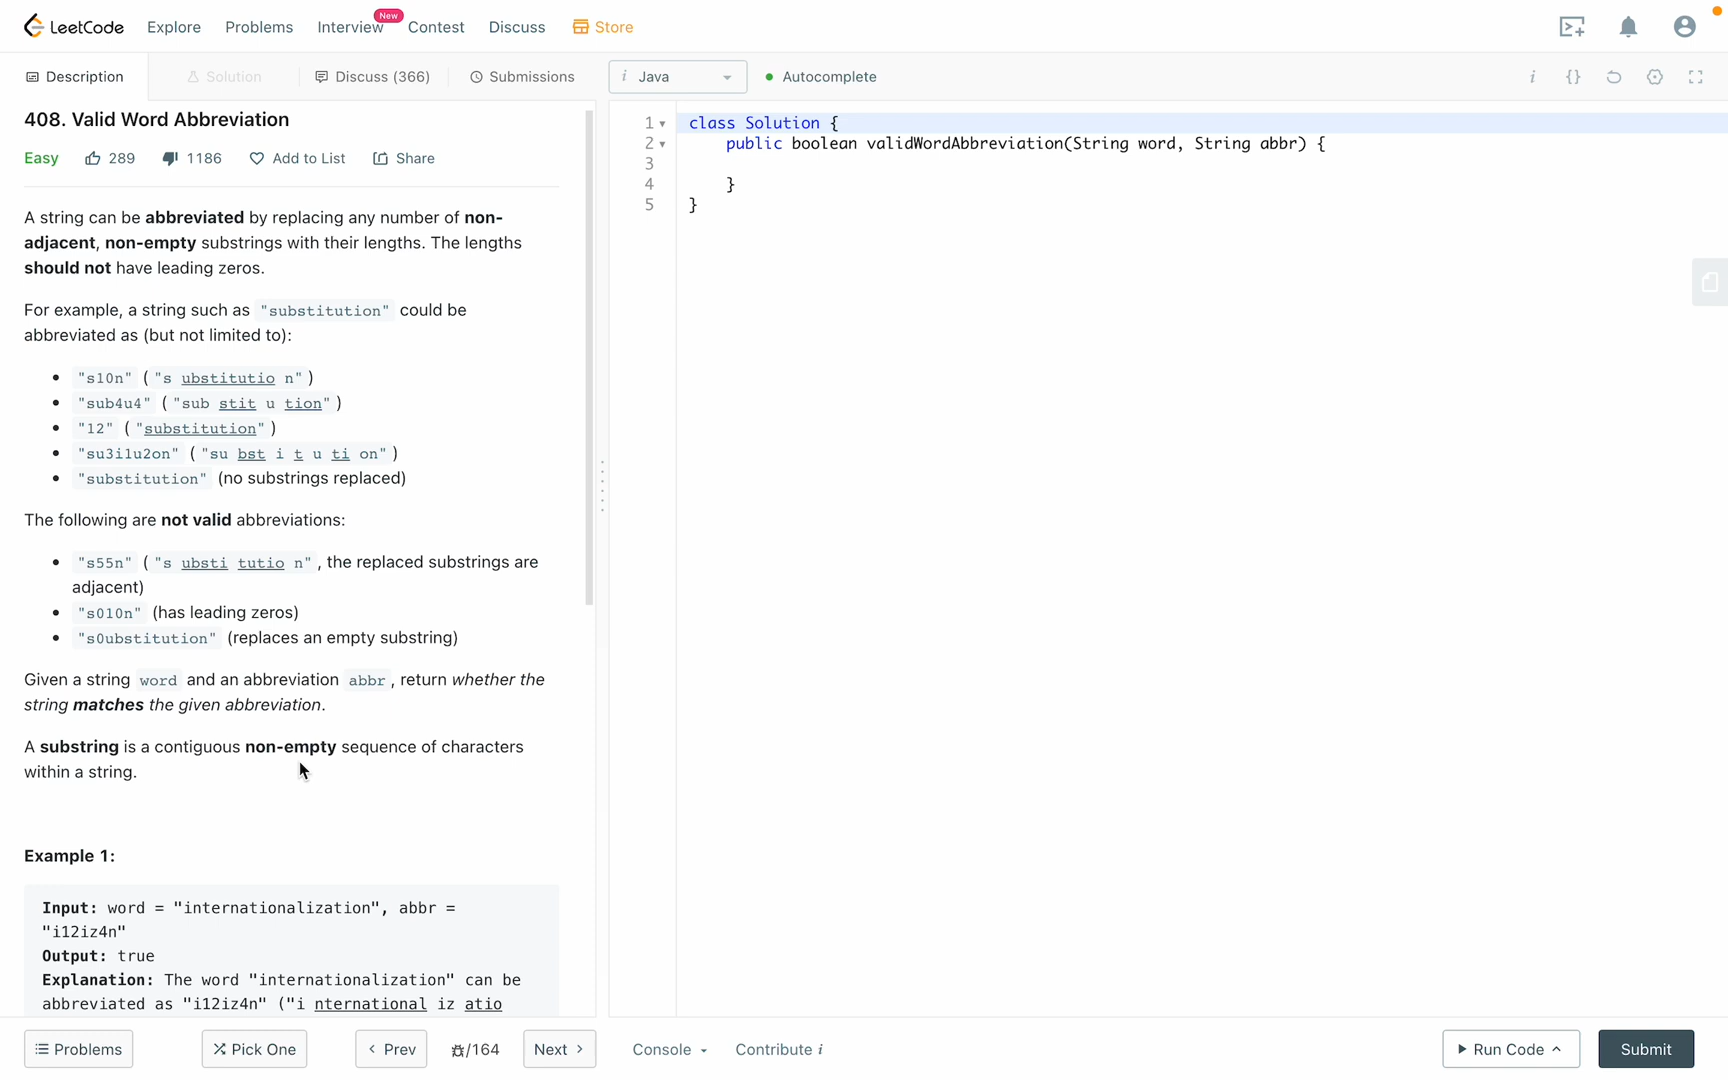 LeetCode Explore Problems Interview New Contest Discuss Store
Description Solution Discuss (366) Submissions i Java Autocomplete i {}
408. Valid Word Abbreviation
Easy 289 1186 Add to List Share
A string can be abbreviated by replacing any number of non-
adjacent, non-empty substrings with their lengths. The lengths
should not have leading zeros.
For example, a string such as "substitution" could be
abbreviated as (but not limited to):
• "s10n" ( "s ubstitutio n" )
• "sub4u4" ( "sub stit u tion" )
• "12" ( "substitution" )
• "su3i1u2on" ( "su bst i t u ti on" )
• "substitution" (no substrings replaced)
The following are not valid abbreviations:
• "s55n" ( "s ubsti tutio n" , the replaced substrings are
adjacent)
• "s010n" (has leading zeros)
• "s0ubstitution" (replaces an empty substring)
Given a string word and an abbreviation abbr , return whether the
string matches the given abbreviation.
A substring is a contiguous non-empty sequence of characters
within a string.
Example 1:
Input: word = "internationalization", abbr =
"i12iz4n"
Output: true
Explanation: The word "internationalization" can be
abbreviated as "i12iz4n" ("i nternational iz atio
1 class Solution {
2 public boolean validWordAbbreviation(String word, String abbr) {
3
4 }
5 }
Problems Pick One Prev /164 Next Console Contribute i Run Code Submit